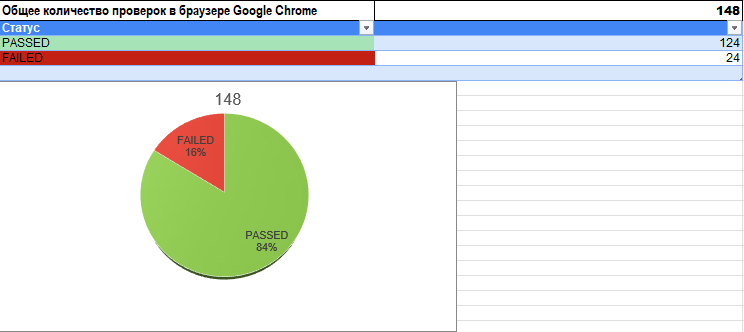 Общее количество проверок в браузере Google Chrome 148
Статус
PASSED 124
FAILED 24
148
FAILED
16%
PASSED
84%